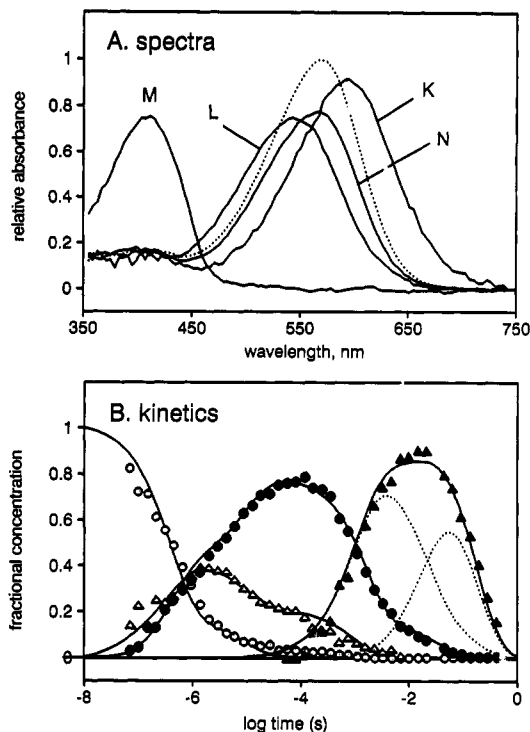 A. spectra
1
0.8
0.6
0.4
0.2
0
relative absorbance
M
L
K
N
350
450
550
650
750
wavelength, nm
B. kinetics
1
0.8
0.6
0.4
0.2
0
fractional concentration
-8
-6
-4
-2
0
log time (s)